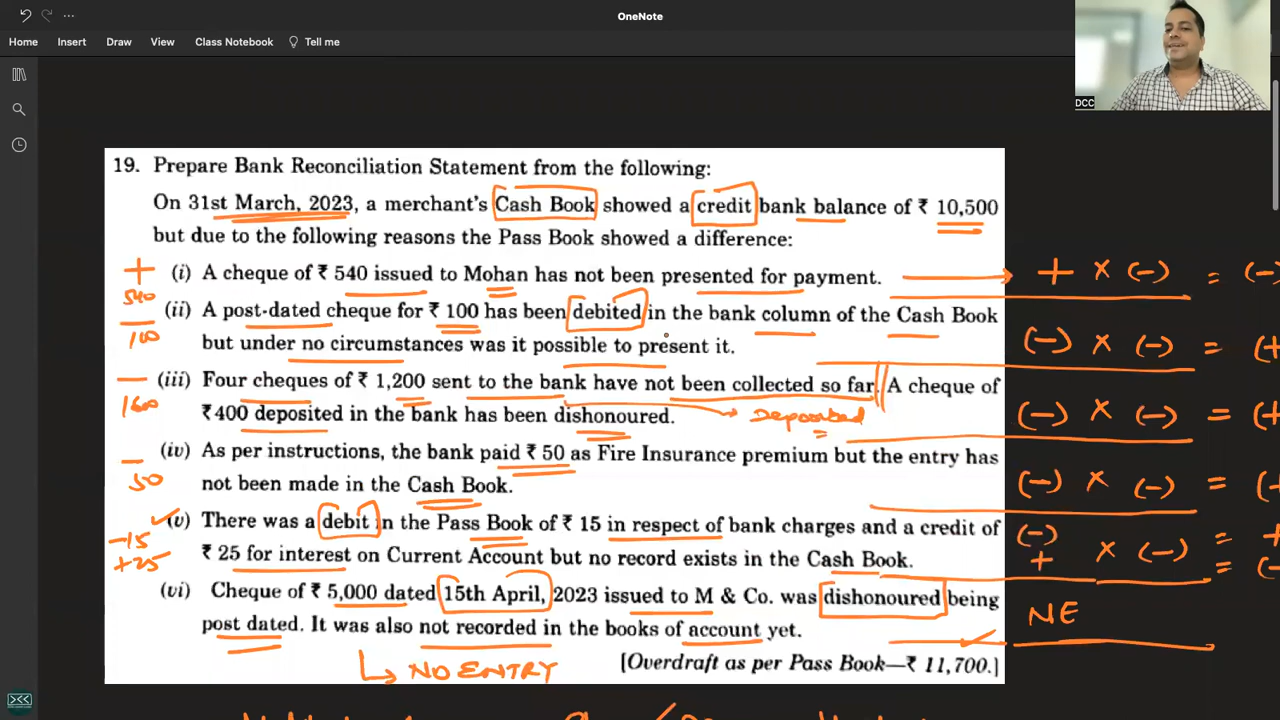 OneNote
Home Insert Draw View Class Notebook Tell me
DCC
19. Prepare Bank Reconciliation Statement from the following:
On 31st March, 2023, a merchant's Cash Book showed a credit bank balance of ₹ 10,500
but due to the following reasons the Pass Book showed a difference:
+ (i) A cheque of ₹ 540 issued to Mohan has not been presented for payment. + × (-) = (-)
540
(ii) A post-dated cheque for ₹ 100 has been debited in the bank column of the Cash Book
— 100 but under no circumstances was it possible to present it. (-) × (-) = (+
— (iii) Four cheques of ₹ 1,200 sent to the bank have not been collected so far. A cheque of
1600 ₹ 400 deposited in the bank has been dishonoured. Deposited (-) × (-) = (+
— (iv) As per instructions, the bank paid ₹ 50 as Fire Insurance premium but the entry has
50 not been made in the Cash Book. (-) × (-) = (+
(v) There was a debit in the Pass Book of ₹ 15 in respect of bank charges and a credit of
-15 (-) × (-) = +
+25 ₹ 25 for interest on Current Account but no record exists in the Cash Book. + = (-
(vi) Cheque of ₹ 5,000 dated 15th April, 2023 issued to M & Co. was dishonoured being
NE
post dated. It was also not recorded in the books of account yet.
NO ENTRY [Overdraft as per Pass Book—₹ 11,700.]